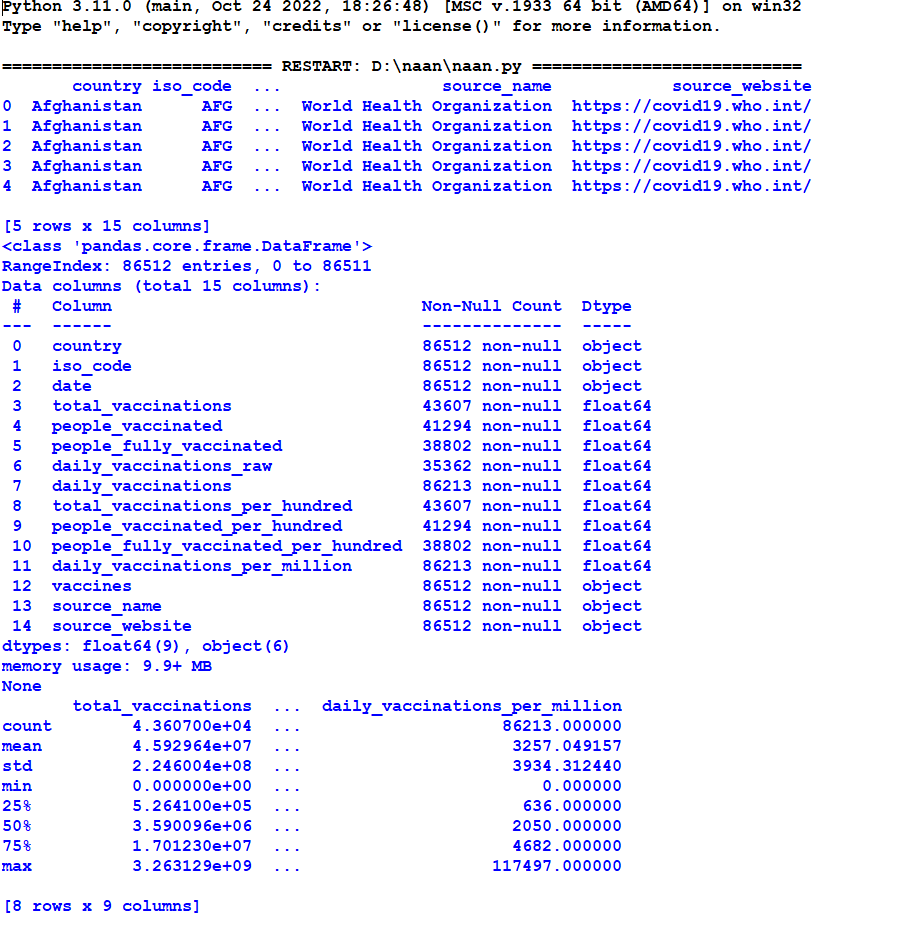 Python 3.11.0 (main, Oct 24 2022, 18:26:48) [MSC v.1933 64 bit (AMD64)] on win32
Type "help", "copyright", "credits" or "license()" for more information.
=========================== RESTART: D:\naan\naan.py ===========================
country iso_code ... source_name source_website
0 Afghanistan AFG ... World Health Organization https://covid19.who.int/
1 Afghanistan AFG ... World Health Organization https://covid19.who.int/
2 Afghanistan AFG ... World Health Organization https://covid19.who.int/
3 Afghanistan AFG ... World Health Organization https://covid19.who.int/
4 Afghanistan AFG ... World Health Organization https://covid19.who.int/
[5 rows x 15 columns]
<class 'pandas.core.frame.DataFrame'>
RangeIndex: 86512 entries, 0 to 86511
Data columns (total 15 columns):
# Column Non-Null Count Dtype
--- ------ -------------- -----
0 country 86512 non-null object
1 iso_code 86512 non-null object
2 date 86512 non-null object
3 total_vaccinations 43607 non-null float64
4 people_vaccinated 41294 non-null float64
5 people_fully_vaccinated 38802 non-null float64
6 daily_vaccinations_raw 35362 non-null float64
7 daily_vaccinations 86213 non-null float64
8 total_vaccinations_per_hundred 43607 non-null float64
9 people_vaccinated_per_hundred 41294 non-null float64
10 people_fully_vaccinated_per_hundred 38802 non-null float64
11 daily_vaccinations_per_million 86213 non-null float64
12 vaccines 86512 non-null object
13 source_name 86512 non-null object
14 source_website 86512 non-null object
dtypes: float64(9), object(6)
memory usage: 9.9+ MB
None
total_vaccinations ... daily_vaccinations_per_million
count 4.360700e+04 ... 86213.000000
mean 4.592964e+07 ... 3257.049157
std 2.246004e+08 ... 3934.312440
min 0.000000e+00 ... 0.000000
25% 5.264100e+05 ... 636.000000
50% 3.590096e+06 ... 2050.000000
75% 1.701230e+07 ... 4682.000000
max 3.263129e+09 ... 117497.000000
[8 rows x 9 columns]